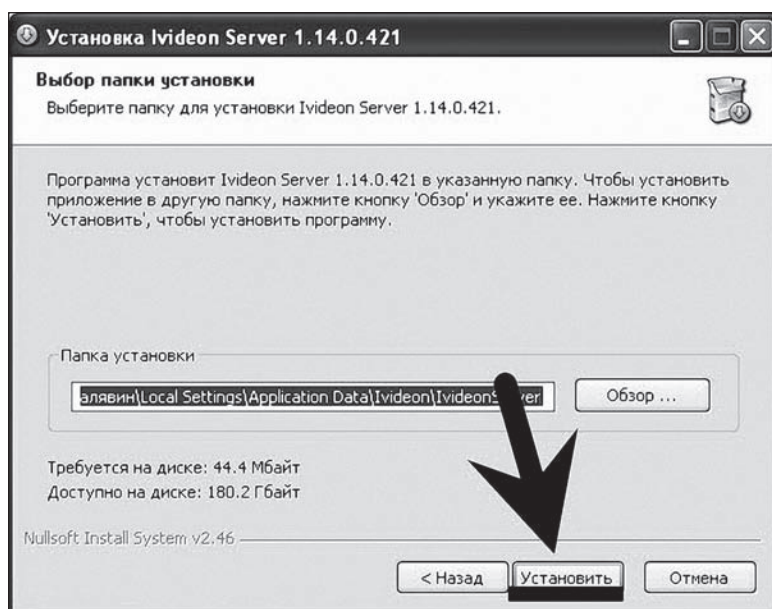 Установка Ivideon Server 1.14.0.421
Выбор папки установки
Выберите папку для установки Ivideon Server 1.14.0.421.
Программа установит Ivideon Server 1.14.0.421 в указанную папку. Чтобы установить
приложение в другую папку, нажмите кнопку 'Обзор' и укажите ее. Нажмите кнопку
'Установить', чтобы установить программу.
Папка установки
алявин\Local Settings\Application Data\Ivideon\IvideonServer
Обзор ...
Требуется на диске: 44.4 Мбайт
Доступно на диске: 180.2 Гбайт
Nullsoft Install System v2.46
< Назад
Установить
Отмена